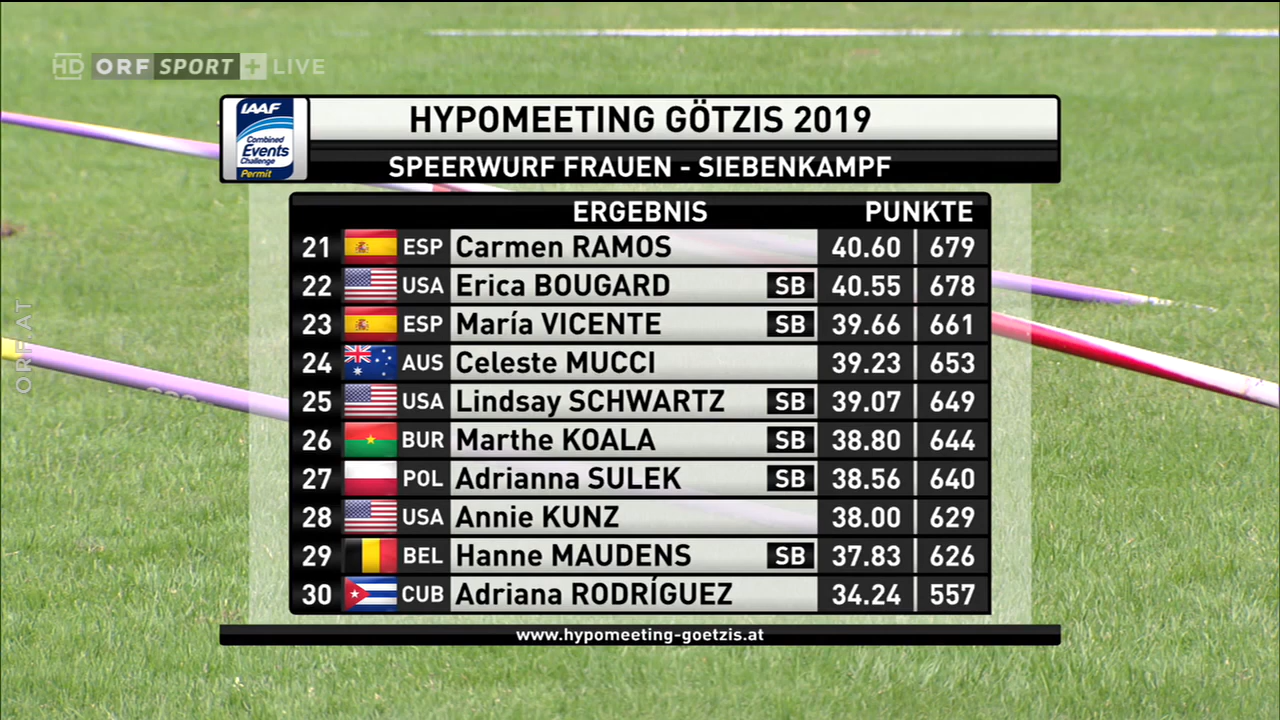 HD ORF SPORT + LIVE
IAAF
Combined
Events
Challenge
Permit
HYPOMEETING GÖTZIS 2019
SPEERWURF FRAUEN - SIEBENKAMPF
ERGEBNIS PUNKTE
21 ESP Carmen RAMOS 40.60 679
22 USA Erica BOUGARD SB 40.55 678
23 ESP María VICENTE SB 39.66 661
24 AUS Celeste MUCCI 39.23 653
25 USA Lindsay SCHWARTZ SB 39.07 649
26 BUR Marthe KOALA SB 38.80 644
27 POL Adrianna SULEK SB 38.56 640
28 USA Annie KUNZ 38.00 629
29 BEL Hanne MAUDENS SB 37.83 626
30 CUB Adriana RODRÍGUEZ 34.24 557
www.hypomeeting-goetzis.at
ORF.AT